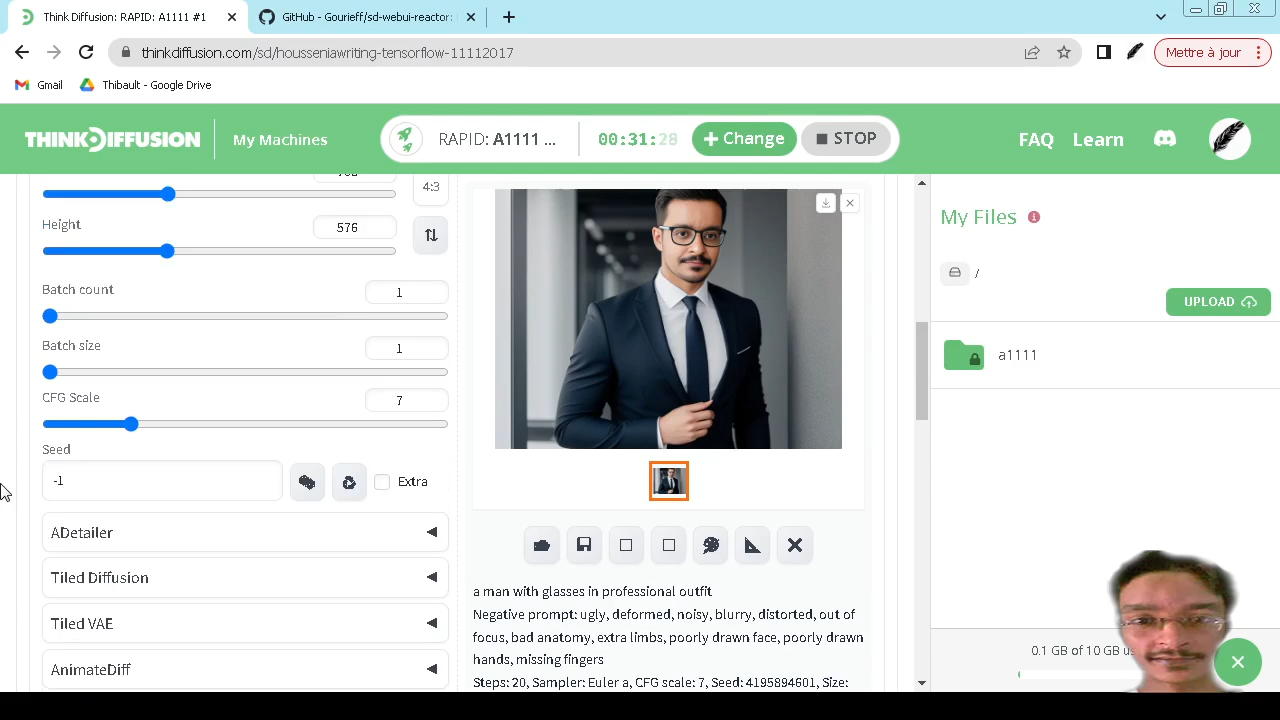 Think Diffusion: RAPID: A1111 #1
GitHub - Gourieff/sd-webui-reactor
thinkdiffusion.com/sd/housseniawriting-tensorflow-11112017
Mettre à jour
Gmail
Thibault - Google Drive
THINKDIFFUSION
My Machines
RAPID: A1111 ...
00:31:28
+ Change
STOP
FAQ
Learn
4:3
Height
576
Batch count
1
Batch size
1
CFG Scale
7
Seed
-1
Extra
ADetailer
Tiled Diffusion
Tiled VAE
AnimateDiff
a man with glasses in professional outfit
Negative prompt: ugly, deformed, noisy, blurry, distorted, out of
focus, bad anatomy, extra limbs, poorly drawn face, poorly drawn
hands, missing fingers
Steps: 20, Sampler: Euler a, CFG scale: 7, Seed: 4195894601, Size:
My Files
/
UPLOAD
a1111
0.1 GB of 10 GB